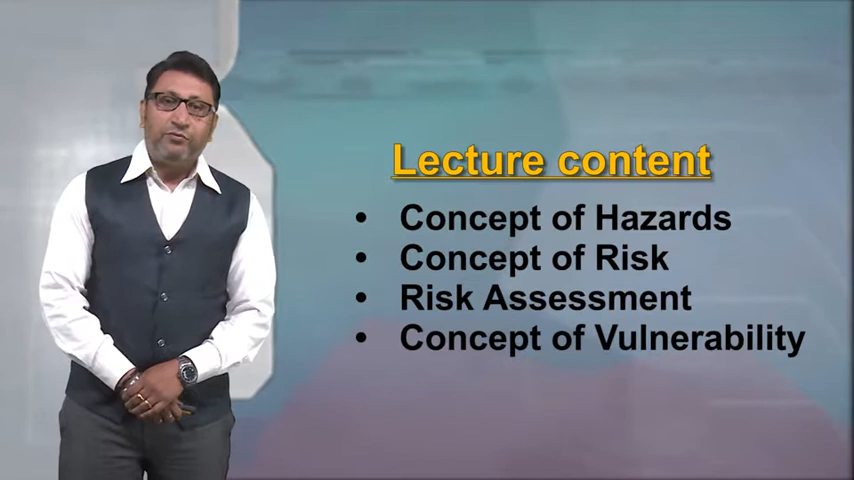 Lecture content
• Concept of Hazards
• Concept of Risk
• Risk Assessment
• Concept of Vulnerability